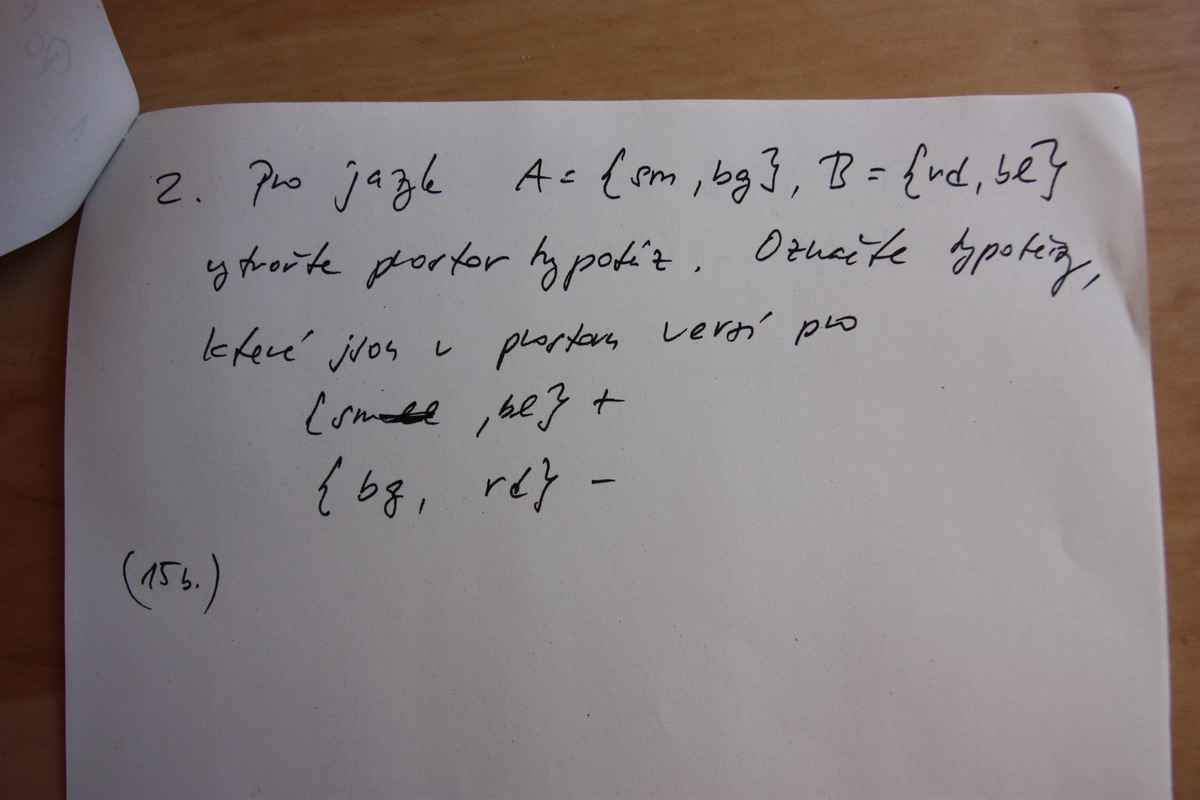 2. Pro jazyk A = {sm, bg}, B = {rd, bl}
vytvořte prostor hypotéz. Označte hypotézy,
které jsou v prostoru verzí pro
{sm , bl} +
{bg, rd} -
(15b.)